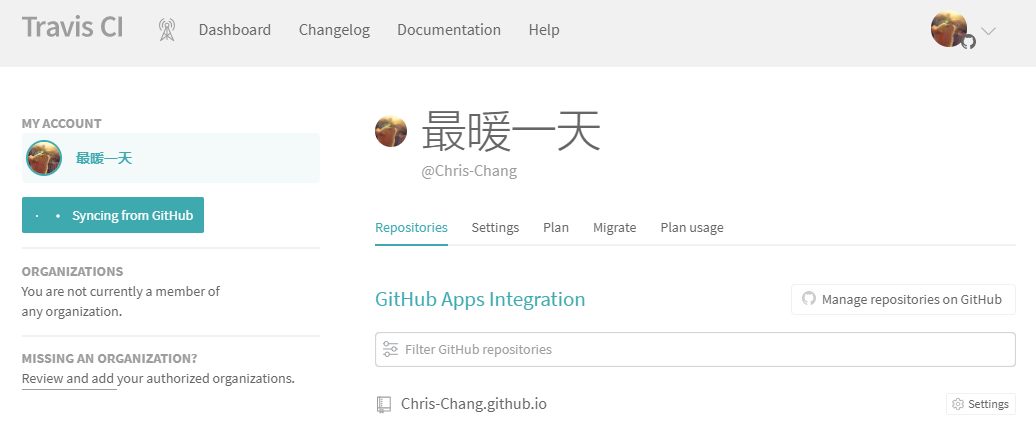 Travis CI
Dashboard Changelog Documentation Help
MY ACCOUNT
最暖一天
Syncing from GitHub
ORGANIZATIONS
You are not currently a member of
any organization.
MISSING AN ORGANIZATION?
Review and add your authorized organizations.
最暖一天
@Chris-Chang
Repositories Settings Plan Migrate Plan usage
GitHub Apps Integration
Manage repositories on GitHub
Filter GitHub repositories
Chris-Chang.github.io
Settings